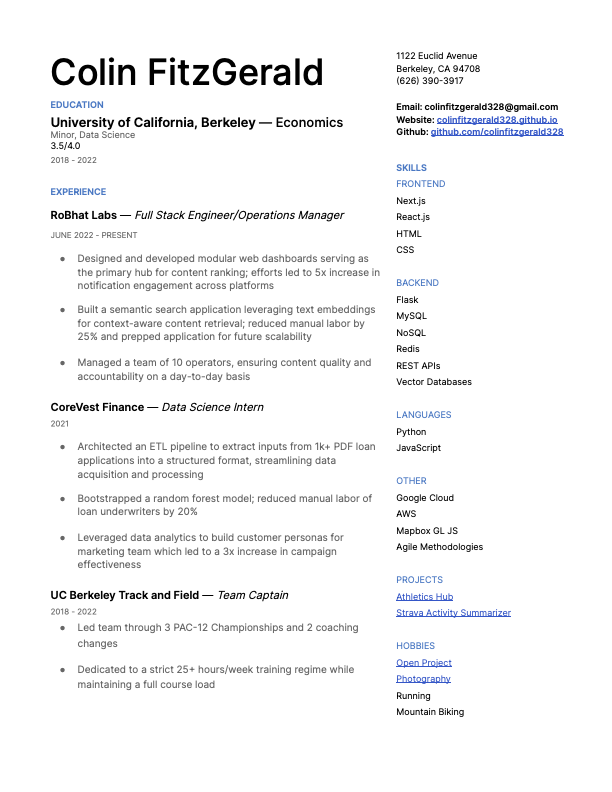 Colin FitzGerald
EDUCATION
University of California, Berkeley — Economics
Minor, Data Science
3.5/4.0
2018 - 2022
EXPERIENCE
RoBhat Labs — Full Stack Engineer/Operations Manager
JUNE 2022 - PRESENT
● Designed and developed modular web dashboards serving as
the primary hub for content ranking; efforts led to 5x increase in
notification engagement across platforms
● Built a semantic search application leveraging text embeddings
for context-aware content retrieval; reduced manual labor by
25% and prepped application for future scalability
● Managed a team of 10 operators, ensuring content quality and
accountability on a day-to-day basis
CoreVest Finance — Data Science Intern
2021
● Architected an ETL pipeline to extract inputs from 1k+ PDF loan
applications into a structured format, streamlining data
acquisition and processing
● Bootstrapped a random forest model; reduced manual labor of
loan underwriters by 20%
● Leveraged data analytics to build customer personas for
marketing team which led to a 3x increase in campaign
effectiveness
UC Berkeley Track and Field — Team Captain
2018 - 2022
● Led team through 3 PAC-12 Championships and 2 coaching
changes
● Dedicated to a strict 25+ hours/week training regime while
maintaining a full course load
1122 Euclid Avenue
Berkeley, CA 94708
(626) 390-3917
Email: colinfitzgerald328@gmail.com
Website: colinfitzgerald328.github.io
Github: github.com/colinfitzgerald328
SKILLS
FRONTEND
Next.js
React.js
HTML
CSS
BACKEND
Flask
MySQL
NoSQL
Redis
REST APIs
Vector Databases
LANGUAGES
Python
JavaScript
OTHER
Google Cloud
AWS
Mapbox GL JS
Agile Methodologies
PROJECTS
Athletics Hub
Strava Activity Summarizer
HOBBIES
Open Project
Photography
Running
Mountain Biking